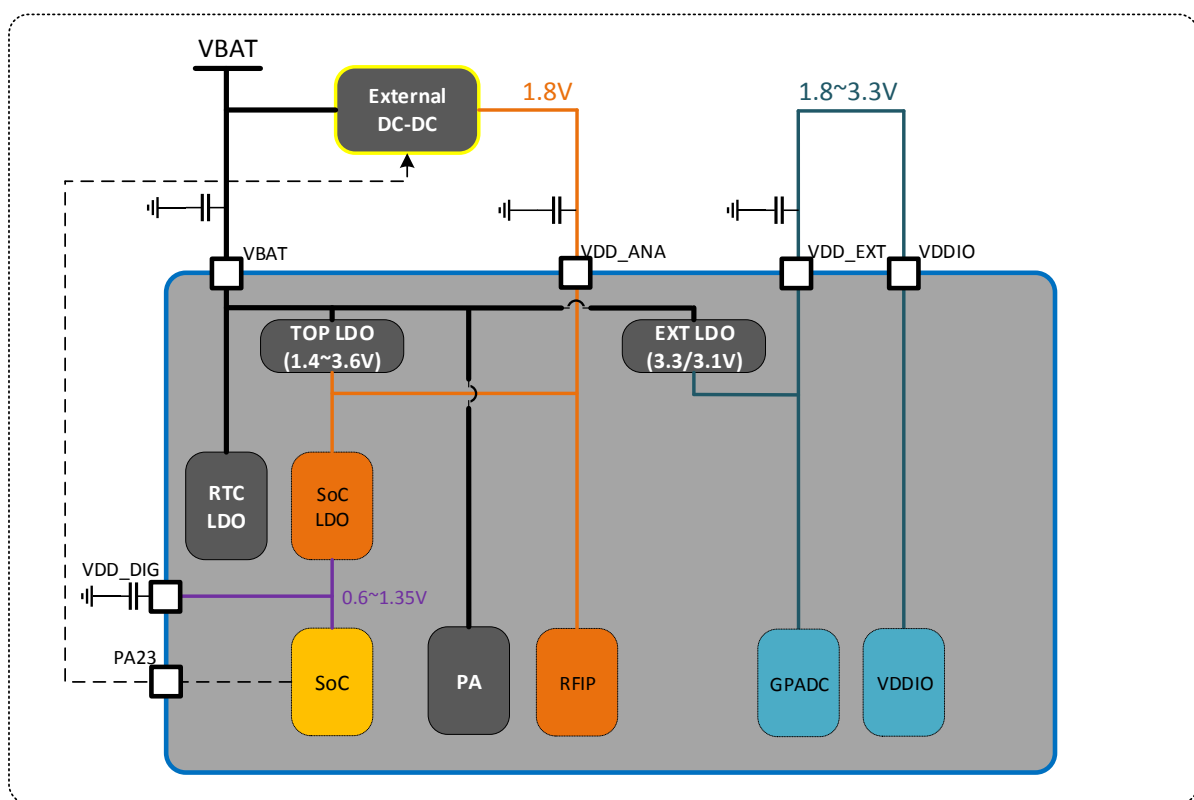 VBAT
External
DC-DC
1.8V
1.8~3.3V
VBAT
VDD_ANA
VDD_EXT
VDDIO
TOP LDO
(1.4~3.6V)
EXT LDO
(3.3/3.1V)
RTC
LDO
SoC
LDO
VDD_DIG
0.6~1.35V
PA23
SoC
PA
RFIP
GPADC
VDDIO